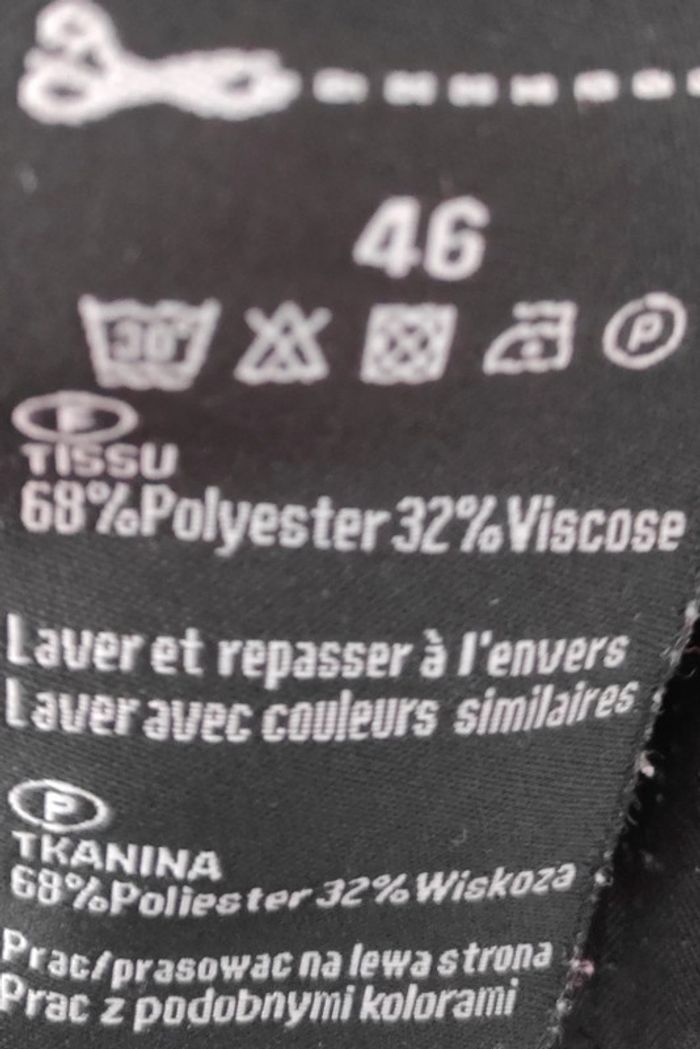 46
30°
P
F
TISSU
68%Polyester 32%Viscose
Laver et repasser à l'envers
Laver avec couleurs similaires
P
TKANINA
68%Poliester 32% Wiskoza
Prac/prasowac na lewa strona
Prac z podobnymi kolorami